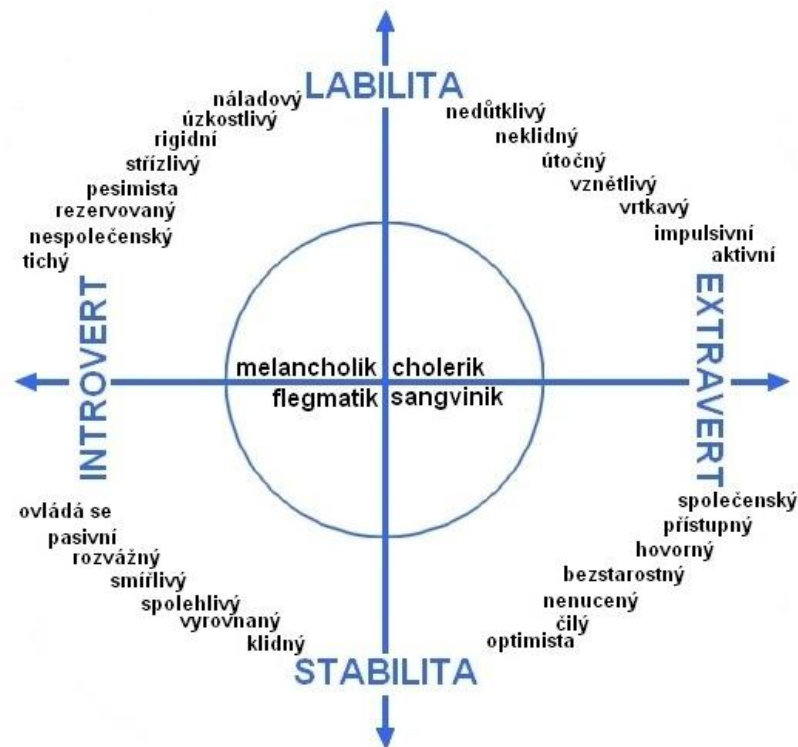 LABILITA
náladový
úzkostlivý
rigidní
střízlivý
pesimista
rezervovaný
nespolečenský
tichý
nedůtklivý
neklidný
útočný
vznětlivý
vrtkavý
impulsivní
aktivní
INTROVERT
EXTRAVERT
melancholik
cholerik
flegmatik
sangvinik
ovládá se
pasivní
rozvážný
smířlivý
spolehlivý
vyrovnaný
klidný
společenský
přístupný
hovorný
bezstarostný
nenucený
čilý
optimista
STABILITA